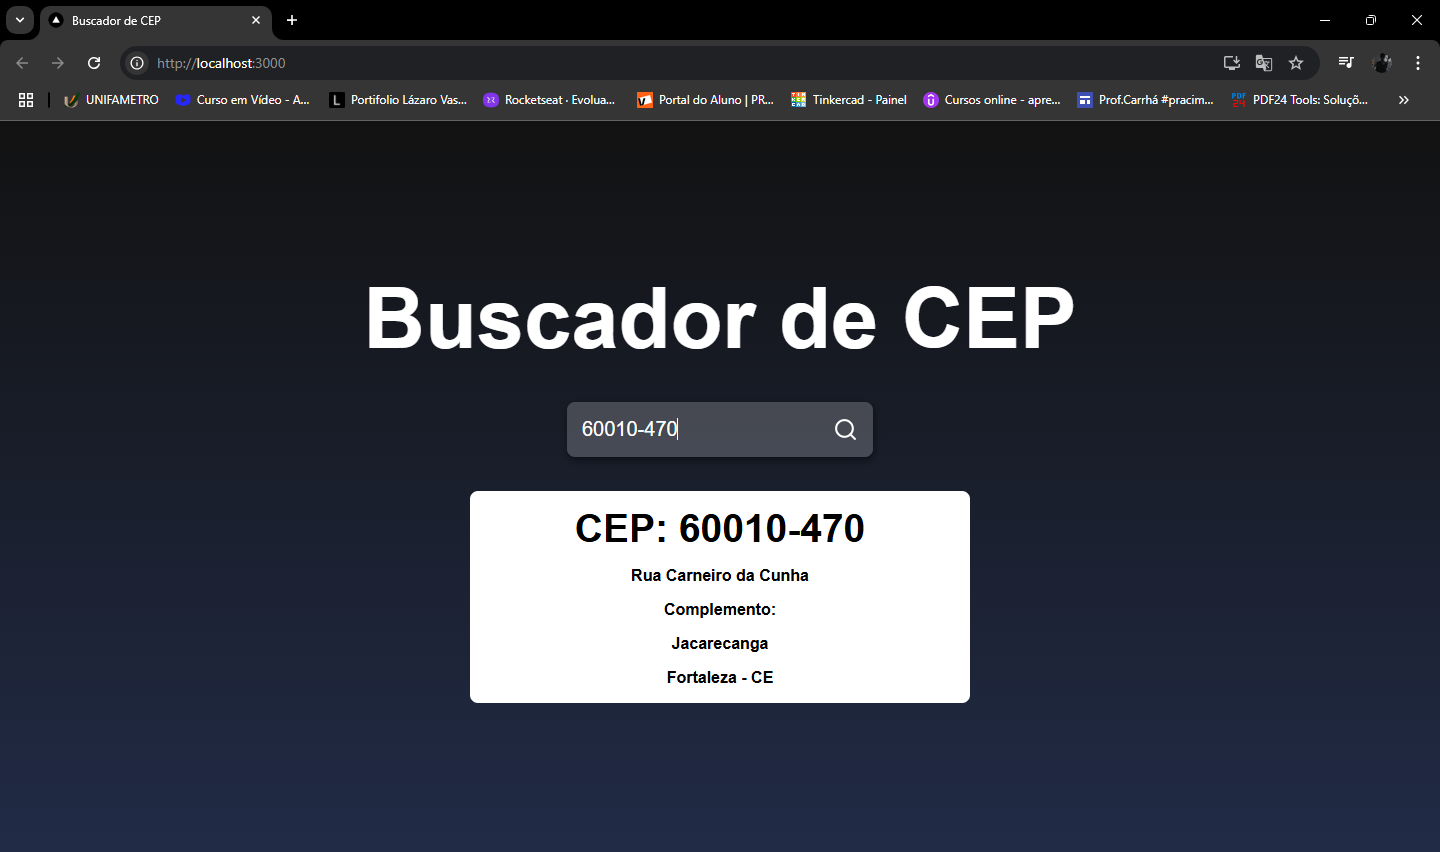 Buscador de CEP
http://localhost:3000
UNIFAMETRO
Curso em Vídeo - A...
L Portifolio Lázaro Vas...
Rocketseat · Evolua...
Portal do Aluno | PR...
Tinkercad - Painel
Cursos online - apre...
Prof.Carrhá #pracim...
PDF24 Tools: Soluçõ...
Buscador de CEP
60010-470
CEP: 60010-470
Rua Carneiro da Cunha
Complemento:
Jacarecanga
Fortaleza - CE